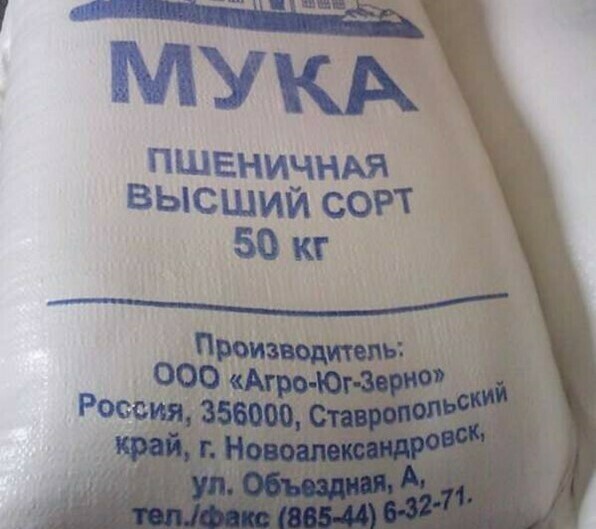 МУКА
ПШЕНИЧНАЯ
ВЫСШИЙ СОРТ
50 кг
Производитель:
ООО «Агро-Юг-Зерно»
Россия, 356000, Ставропольский
край, г. Новоалександровск,
ул. Объездная, А,
тел./факс (865-44) 6-32-71.